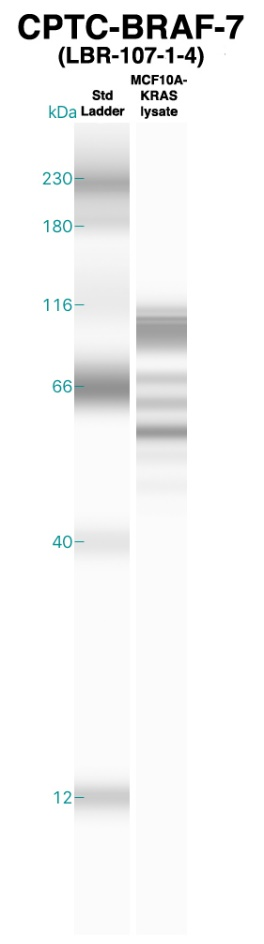 CPTC-BRAF-7
(LBR-107-1-4)
MCF10A-
KRAS
lysate
Std
Ladder
kDa
230
180
116
66
40
12